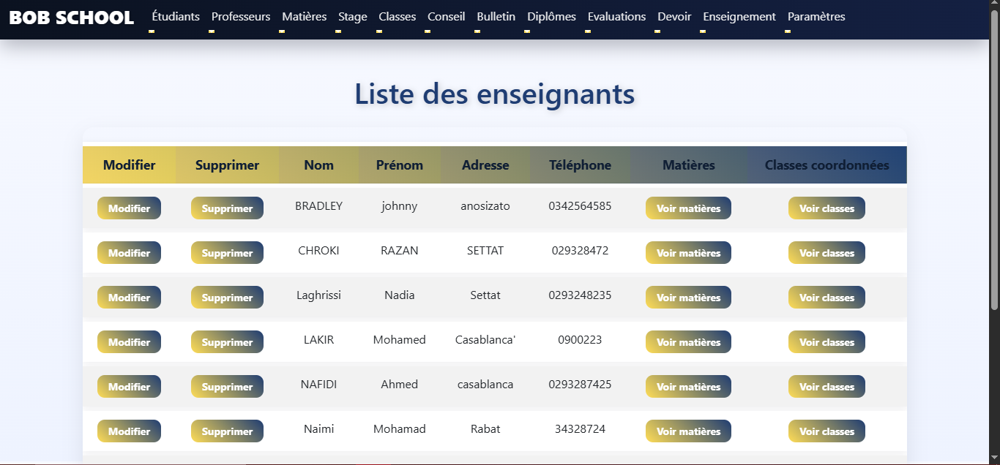 BOB SCHOOL Étudiants Professeurs Matières Stage Classes Conseil Bulletin Diplômes Evaluations Devoir Enseignement Paramètres
Liste des enseignants
Modifier Supprimer Nom Prénom Adresse Téléphone Matières Classes coordonnées
Modifier Supprimer BRADLEY johnny anosizato 0342564585 Voir matières Voir classes
Modifier Supprimer CHROKI RAZAN SETTAT 029328472 Voir matières Voir classes
Modifier Supprimer Laghrissi Nadia Settat 0293248235 Voir matières Voir classes
Modifier Supprimer LAKIR Mohamed Casablanca' 0900223 Voir matières Voir classes
Modifier Supprimer NAFIDI Ahmed casablanca 0293287425 Voir matières Voir classes
Modifier Supprimer Naimi Mohamad Rabat 34328724 Voir matières Voir classes